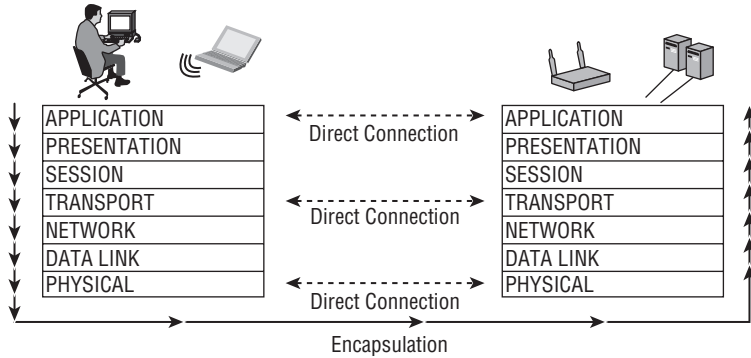 APPLICATION
PRESENTATION
SESSION
TRANSPORT
NETWORK
DATA LINK
PHYSICAL
Direct Connection
Direct Connection
Direct Connection
APPLICATION
PRESENTATION
SESSION
TRANSPORT
NETWORK
DATA LINK
PHYSICAL
Encapsulation